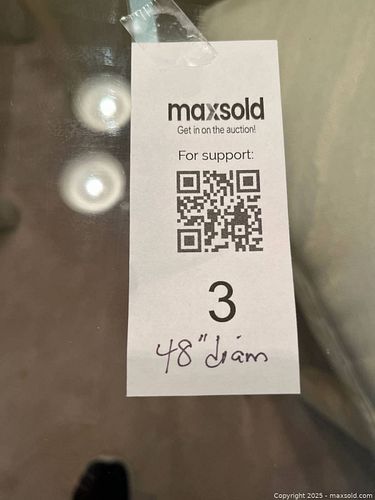 maxsold
Get in on the auction!
For support:
3
48" diam
Copyright 2025 - maxsold.com